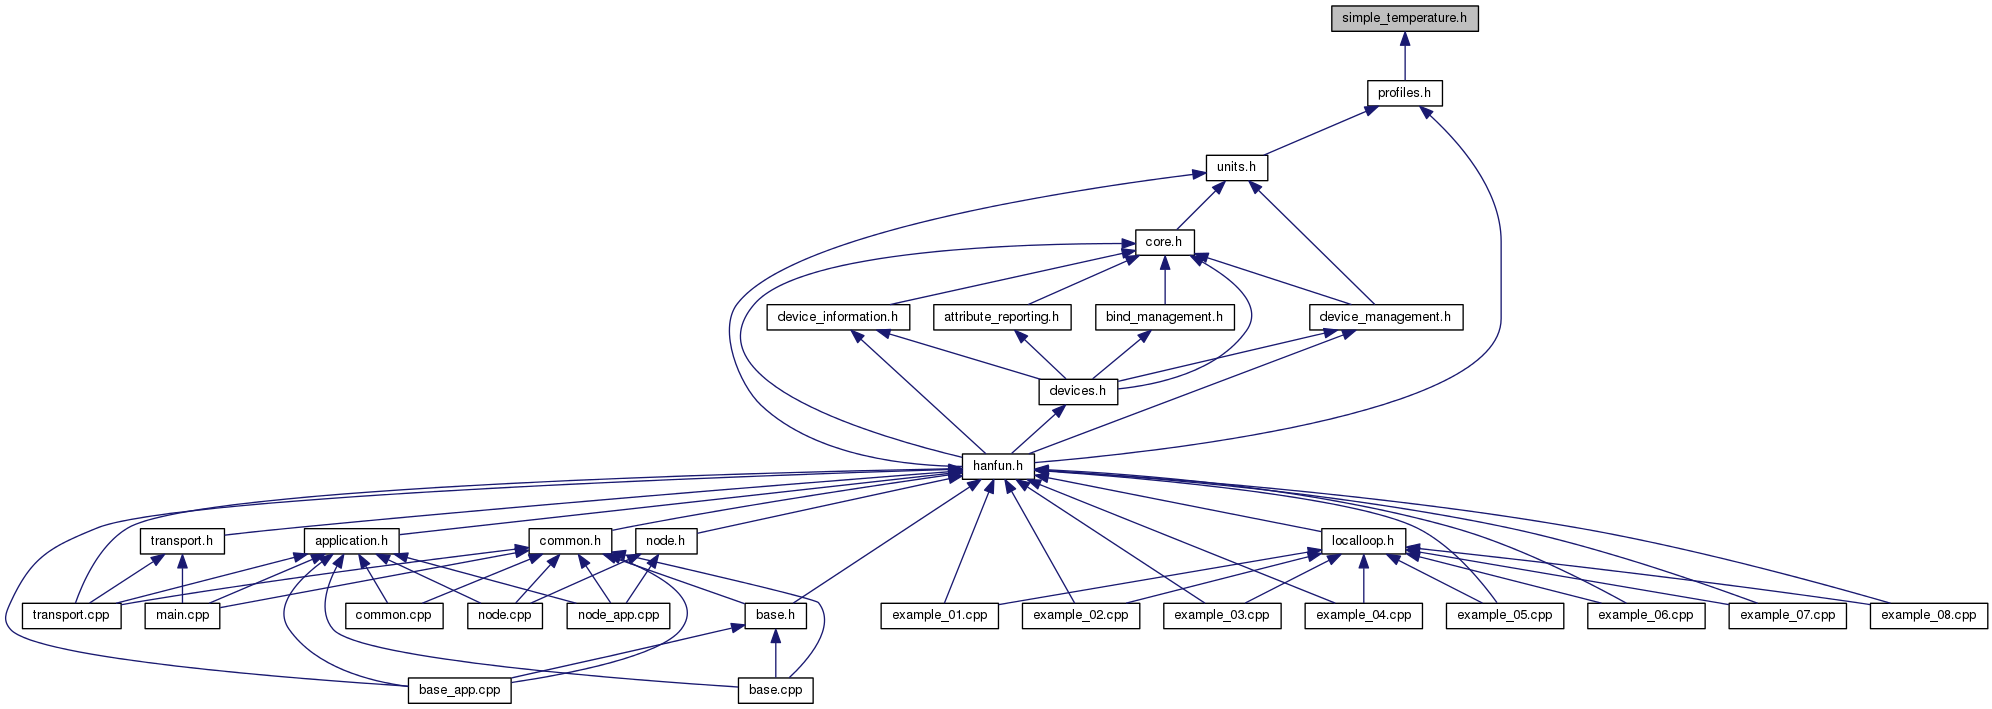 simple_temperature.h
profiles.h
units.h
core.h
device_information.h
attribute_reporting.h
bind_management.h
device_management.h
devices.h
hanfun.h
transport.h
application.h
common.h
node.h
localloop.h
transport.cpp
main.cpp
common.cpp
node.cpp
node_app.cpp
base.h
example_01.cpp
example_02.cpp
example_03.cpp
example_04.cpp
example_05.cpp
example_06.cpp
example_07.cpp
example_08.cpp
base_app.cpp
base.cpp